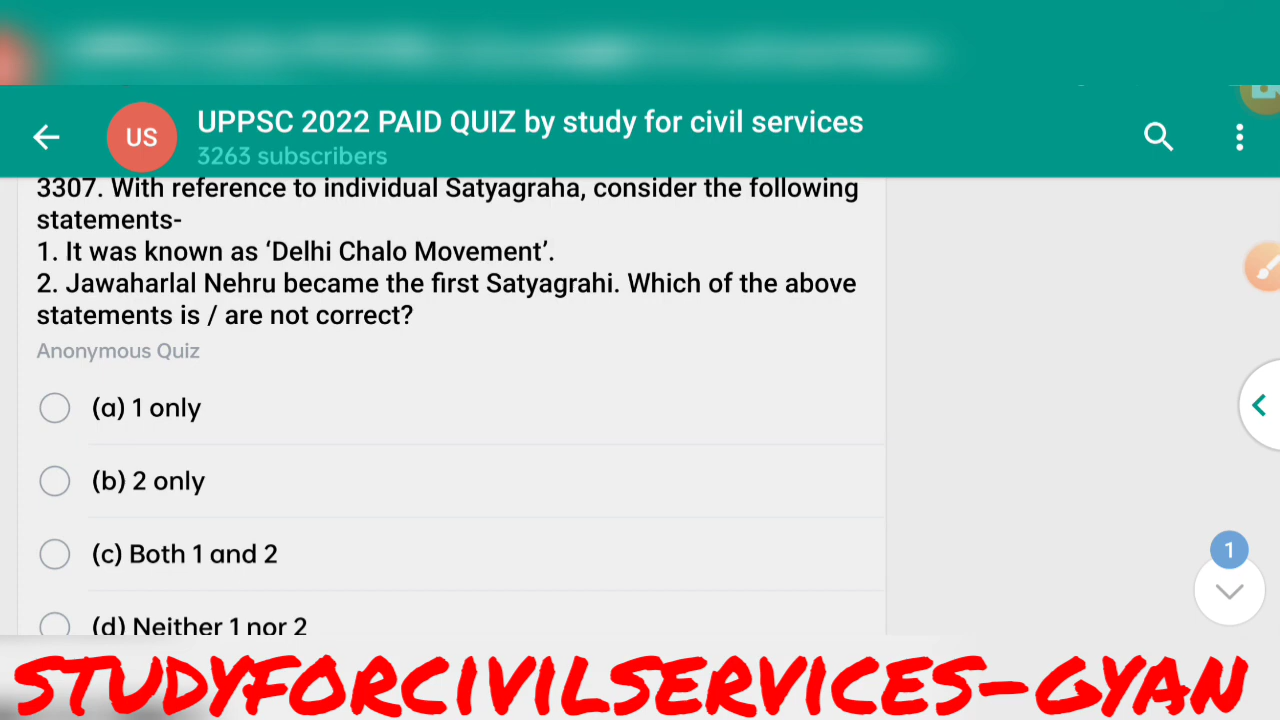 US
UPPSC 2022 PAID QUIZ by study for civil services
3263 subscribers
3307. With reference to individual Satyagraha, consider the following
statements-
1. It was known as ‘Delhi Chalo Movement’.
2. Jawaharlal Nehru became the first Satyagrahi. Which of the above
statements is / are not correct?
Anonymous Quiz
(a) 1 only
(b) 2 only
(c) Both 1 and 2
(d) Neither 1 nor 2
1
STUDYFORCIVILSERVICES-GYAN